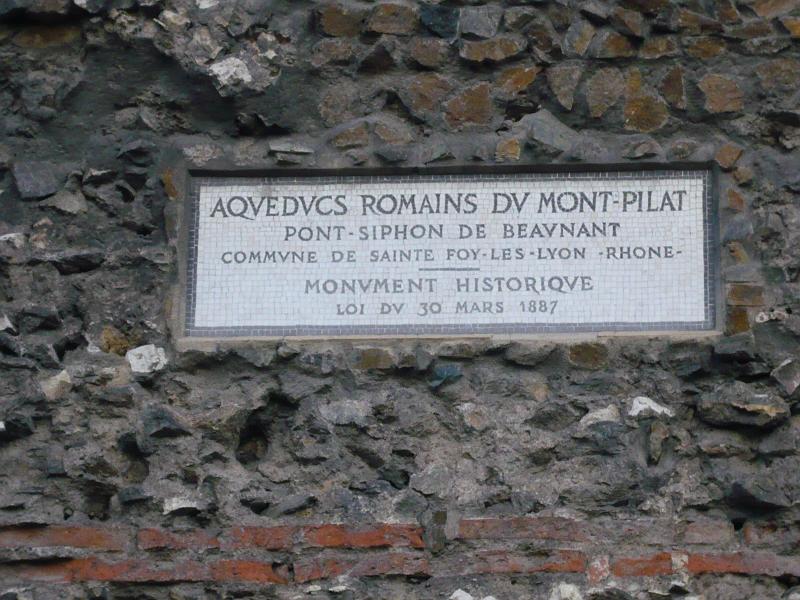 AQVEDVCS ROMAINS DV MONT-PILAT
PONT-SIPHON DE BEAVNANT
COMMVNE DE SAINTE FOY-LES-LYON -RHONE-
MONVMENT HISTORIQVE
LOI DV 30 MARS 1887